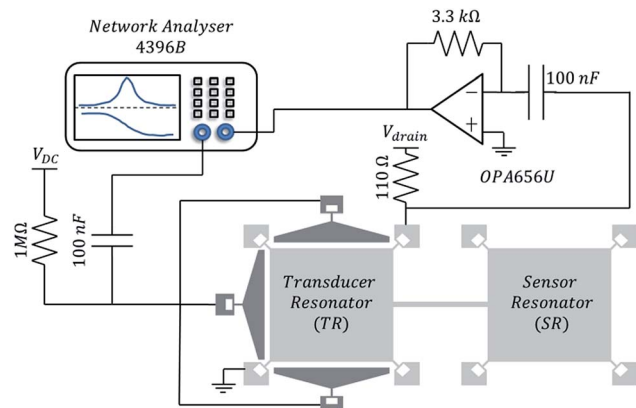 Network Analyser
4396B
3.3 kΩ
100 nF
−
+
OPA656U
V_drain
110 Ω
V_DC
1MΩ
100 nF
Transducer
Resonator
(TR)
Sensor
Resonator
(SR)